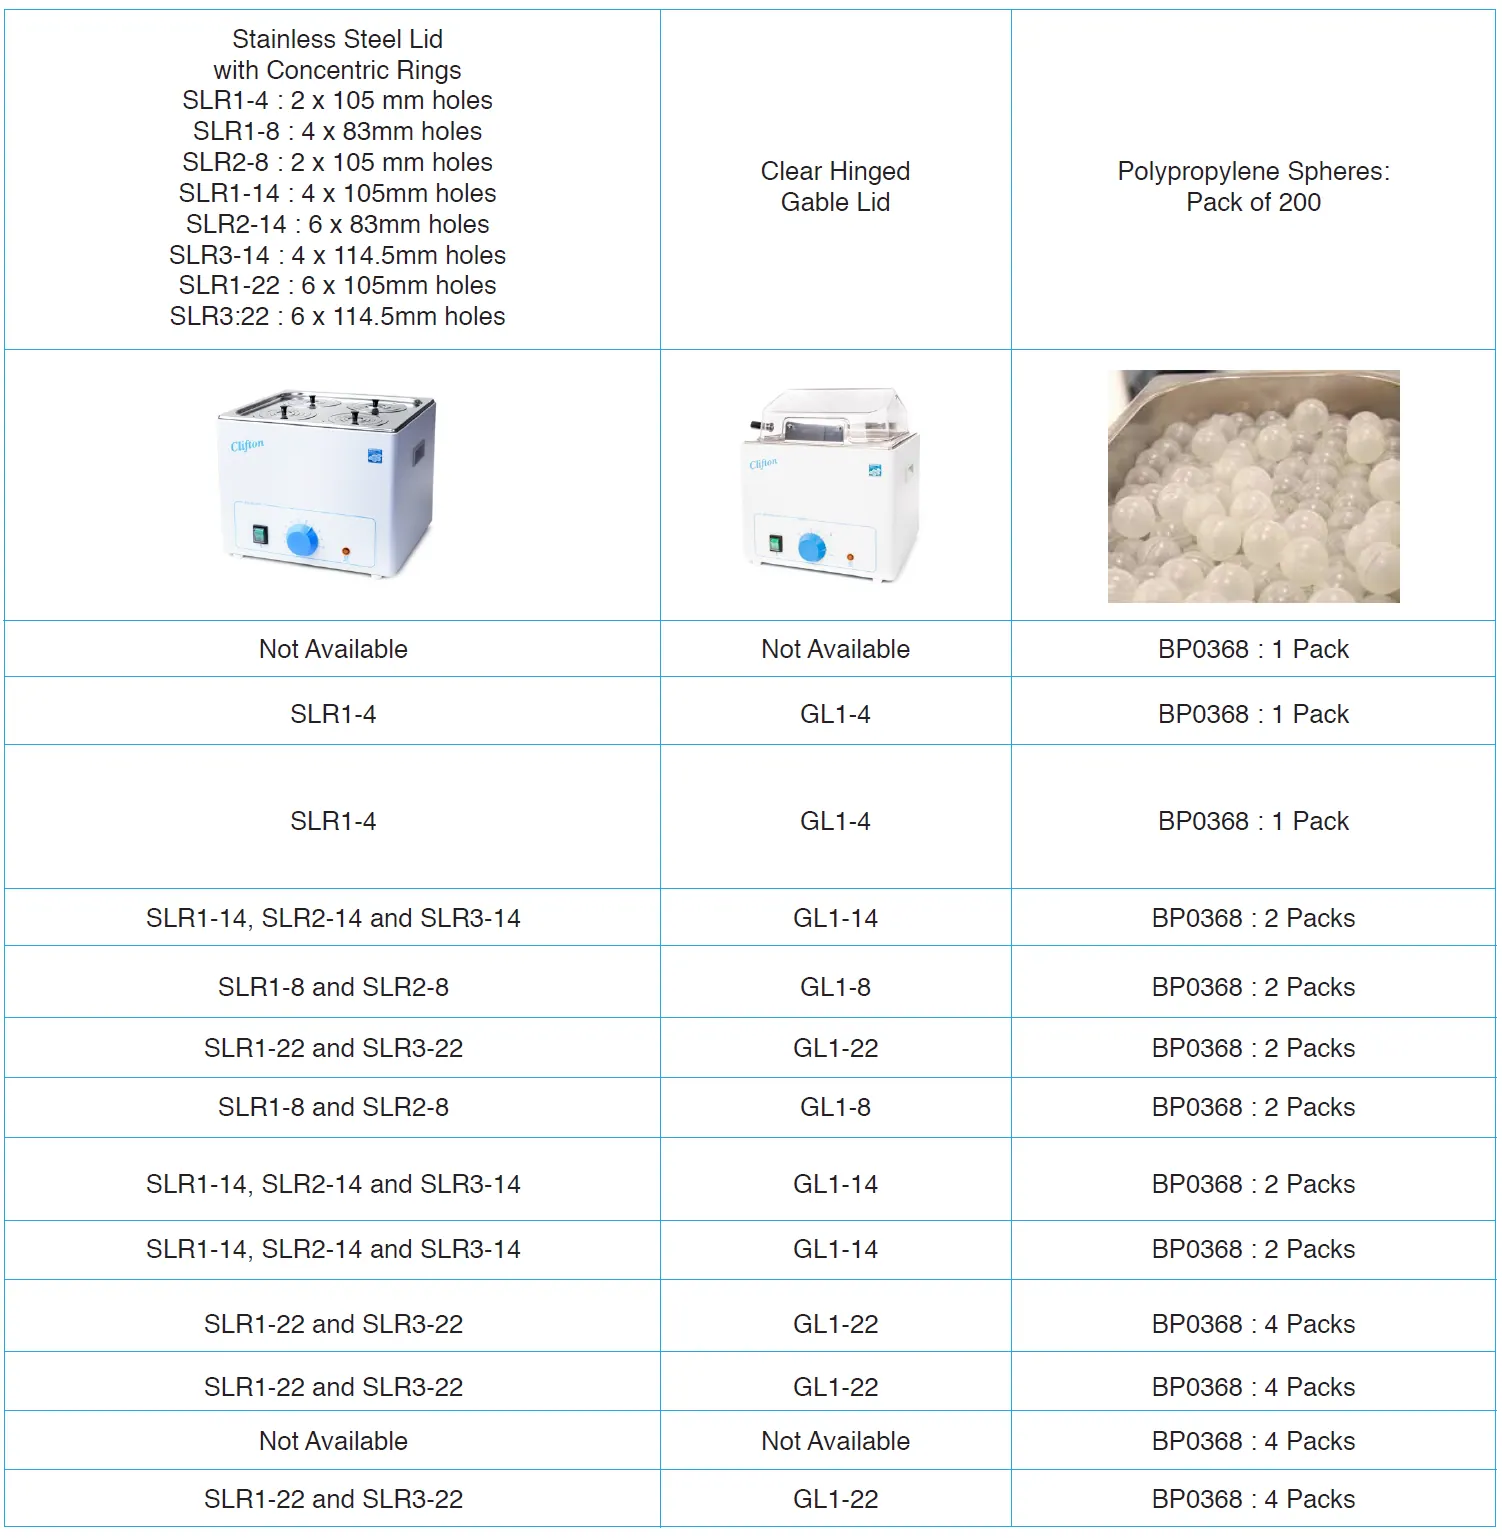 Stainless Steel Lid
with Concentric Rings
SLR1-4 : 2 x 105 mm holes
SLR1-8 : 4 x 83mm holes
SLR2-8 : 2 x 105 mm holes
SLR1-14 : 4 x 105mm holes
SLR2-14 : 6 x 83mm holes
SLR3-14 : 4 x 114.5mm holes
SLR1-22 : 6 x 105mm holes
SLR3:22 : 6 x 114.5mm holes
Clear Hinged
Gable Lid
Polypropylene Spheres:
Pack of 200
Clifton
Clifton
Not Available
Not Available
BP0368 : 1 Pack
SLR1-4
GL1-4
BP0368 : 1 Pack
SLR1-4
GL1-4
BP0368 : 1 Pack
SLR1-14, SLR2-14 and SLR3-14
GL1-14
BP0368 : 2 Packs
SLR1-8 and SLR2-8
GL1-8
BP0368 : 2 Packs
SLR1-22 and SLR3-22
GL1-22
BP0368 : 2 Packs
SLR1-8 and SLR2-8
GL1-8
BP0368 : 2 Packs
SLR1-14, SLR2-14 and SLR3-14
GL1-14
BP0368 : 2 Packs
SLR1-14, SLR2-14 and SLR3-14
GL1-14
BP0368 : 2 Packs
SLR1-22 and SLR3-22
GL1-22
BP0368 : 4 Packs
SLR1-22 and SLR3-22
GL1-22
BP0368 : 4 Packs
Not Available
Not Available
BP0368 : 4 Packs
SLR1-22 and SLR3-22
GL1-22
BP0368 : 4 Packs